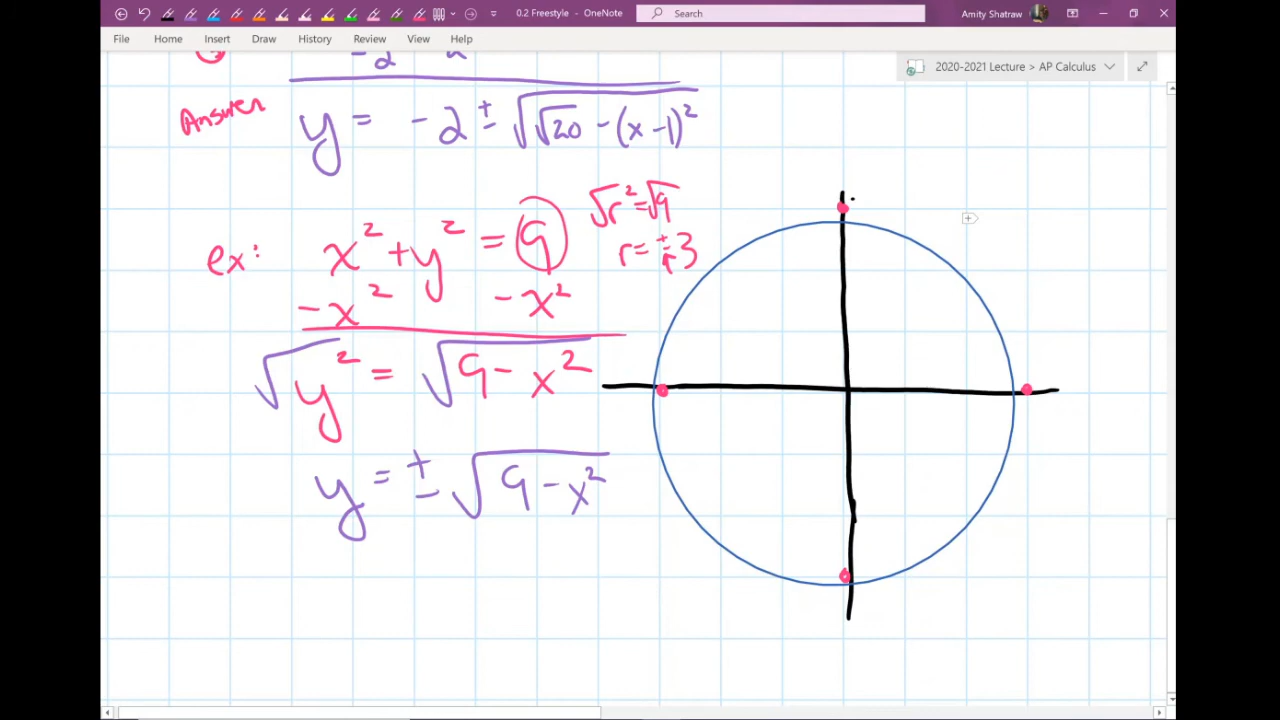 0.2 Freestyle - OneNote
Search
Amity Shatraw
File Home Insert Draw History Review View Help
2020-2021 Lecture > AP Calculus
-2
Answer
y = -2 ± √(√20 - (x-1)²)
ex: x² + y² = 9
√r² = √9
r = ± 3
-x² -x²
√y² = √(9 - x²)
y = ± √(9 - x²)